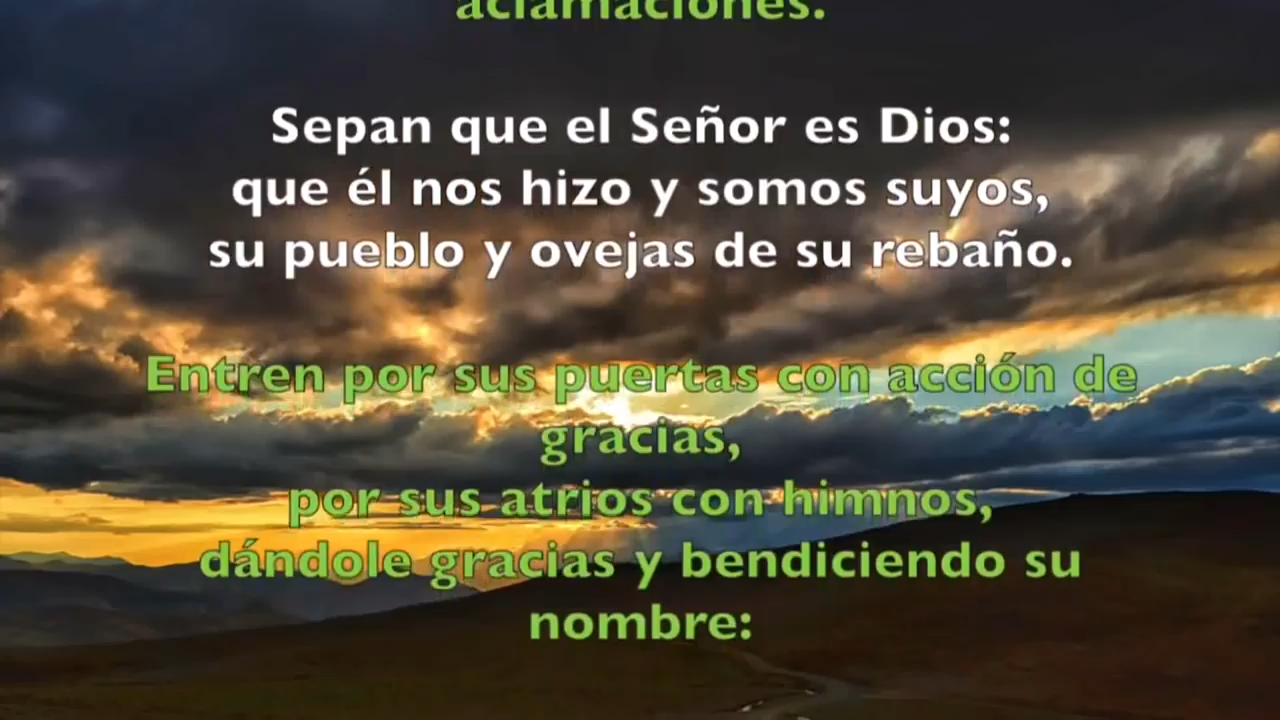 aclamaciones.
Sepan que el Señor es Dios:
que él nos hizo y somos suyos,
su pueblo y ovejas de su rebaño.
Entren por sus puertas con acción de
gracias,
por sus atrios con himnos,
dándole gracias y bendiciendo su
nombre: